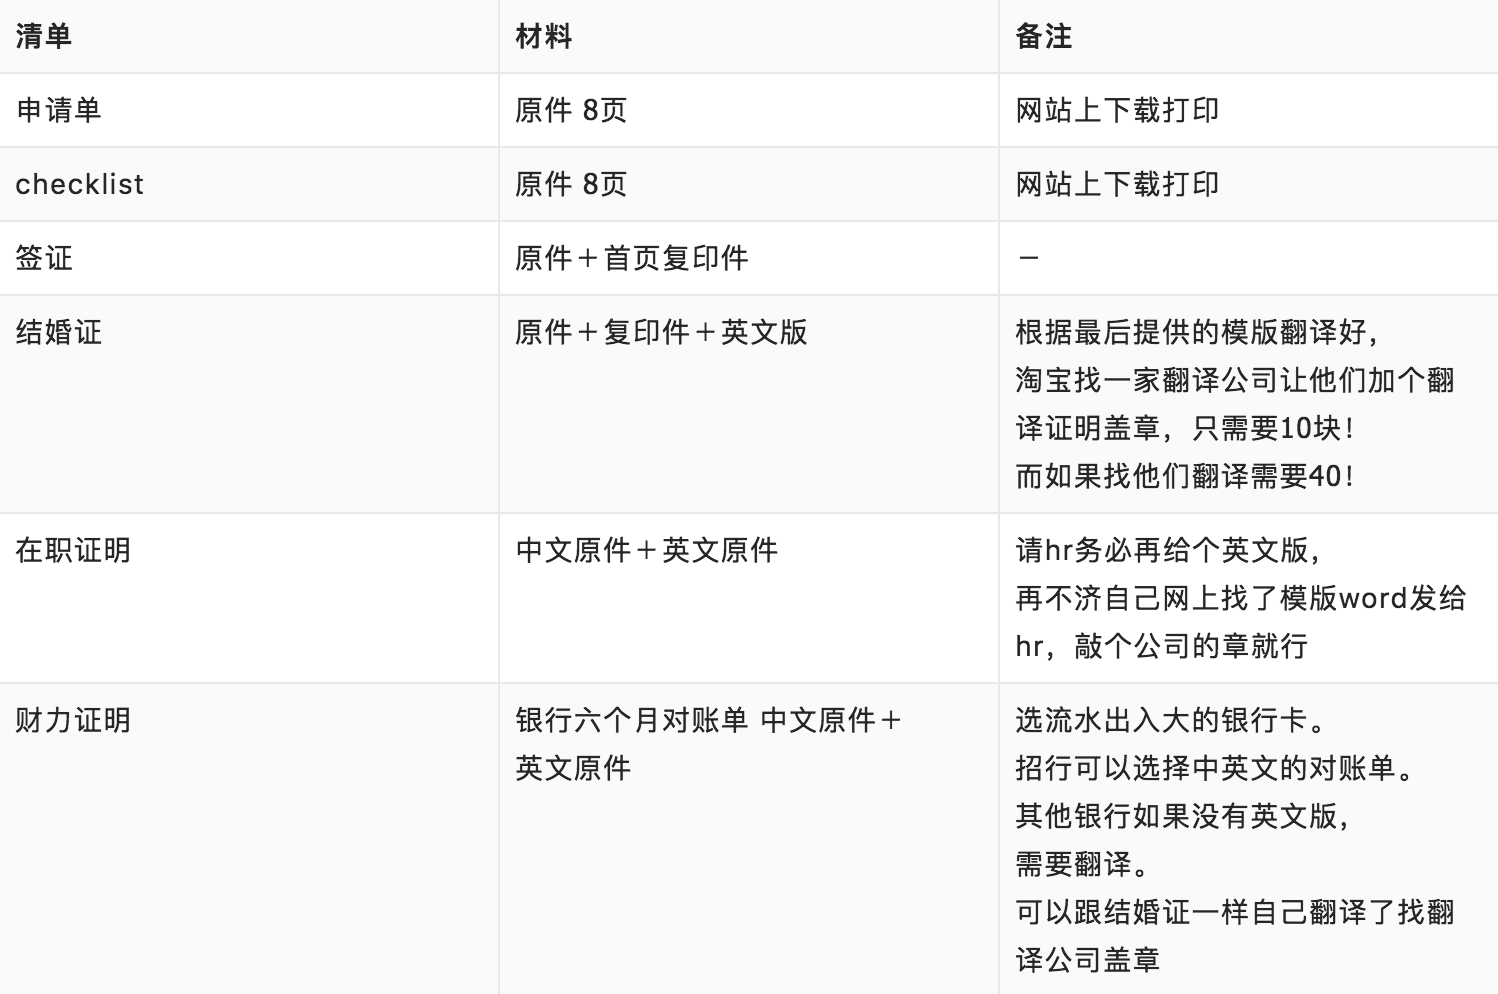 清单 材料 备注
申请单 原件 8页 网站上下载打印
checklist 原件 8页 网站上下载打印
签证 原件＋首页复印件 －
结婚证 原件＋复印件＋英文版 根据最后提供的模版翻译好，
淘宝找一家翻译公司让他们加个翻
译证明盖章，只需要10块！
而如果找他们翻译需要40！
在职证明 中文原件＋英文原件 请hr务必再给个英文版，
再不济自己网上找了模版word发给
hr，敲个公司的章就行
财力证明 银行六个月对账单 中文原件＋ 选流水出入大的银行卡。
英文原件 招行可以选择中英文的对账单。
其他银行如果没有英文版，
需要翻译。
可以跟结婚证一样自己翻译了找翻
译公司盖章